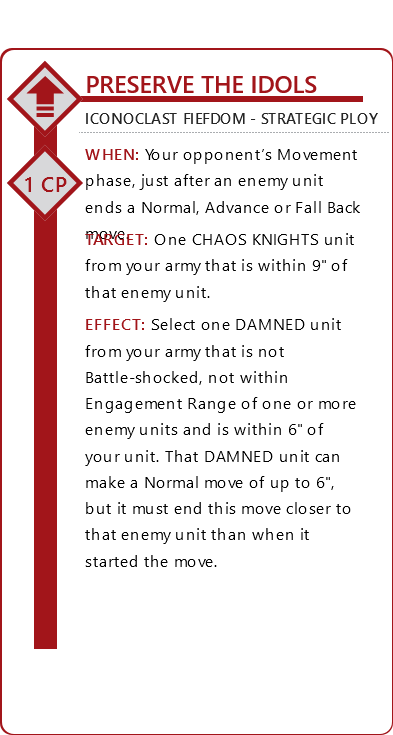 PRESERVE THE IDOLS
ICONOCLAST FIEFDOM - STRATEGIC PLOY
1 CP
WHEN: Your opponent's Movement
phase, just after an enemy unit
ends a Normal, Advance or Fall Back
move.
TARGET: One CHAOS KNIGHTS unit
from your army that is within 9" of
that enemy unit.
EFFECT: Select one DAMNED unit
from your army that is not
Battle-shocked, not within
Engagement Range of one or more
enemy units and is within 6" of
your unit. That DAMNED unit can
make a Normal move of up to 6",
but it must end this move closer to
that enemy unit than when it
started the move.